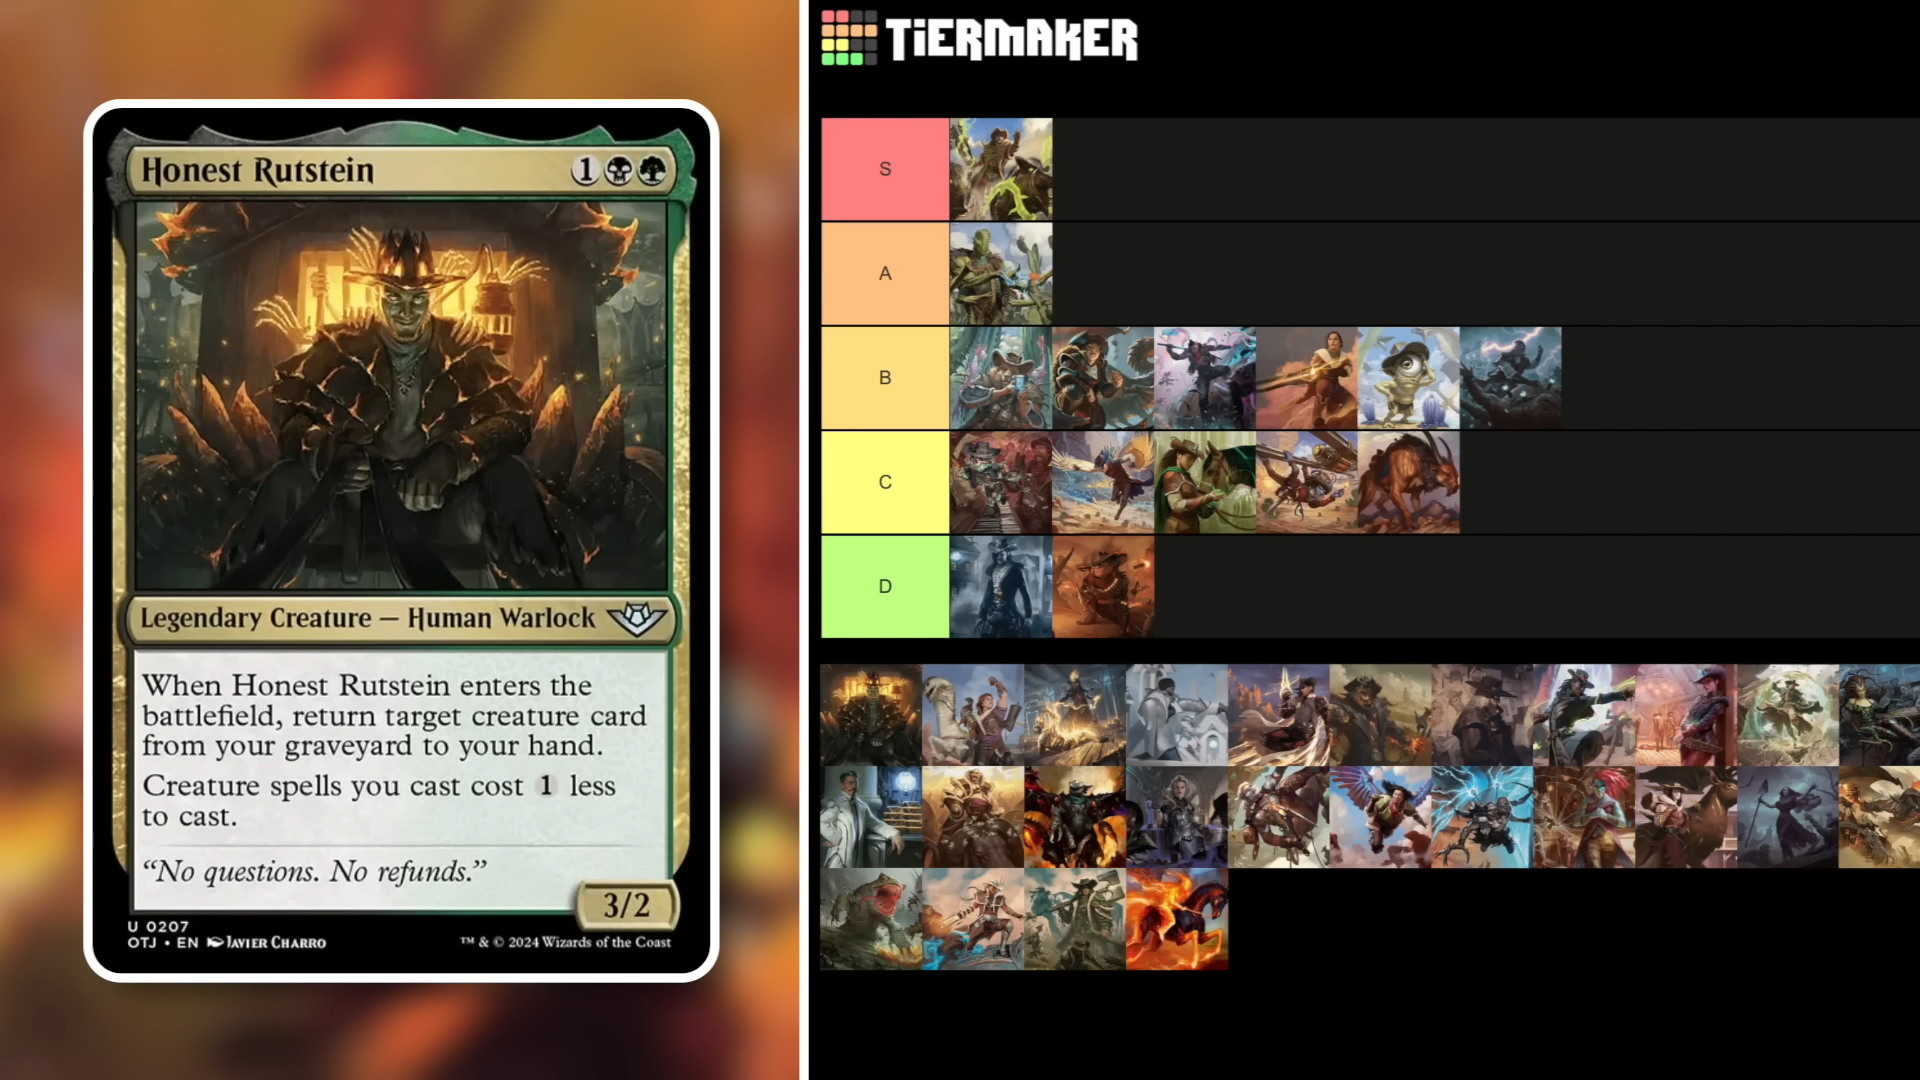 Honest Rutstein 1
Legendary Creature — Human Warlock
When Honest Rutstein enters the
battlefield, return target creature card
from your graveyard to your hand.
Creature spells you cast cost 1 less
to cast.
“No questions. No refunds.”
3/2
U 0207
OTJ • EN JAVIER CHARRO
™ & © 2024 Wizards of the Coast
TiERMAKER
S
A
B
C
D